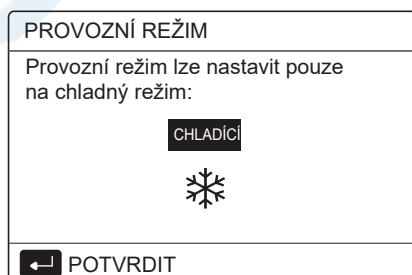 PROVOZNÍ REŽIM
Provozní režim lze nastavit pouze
na chladný režim:
CHLADÍCÍ
POTVRDIT